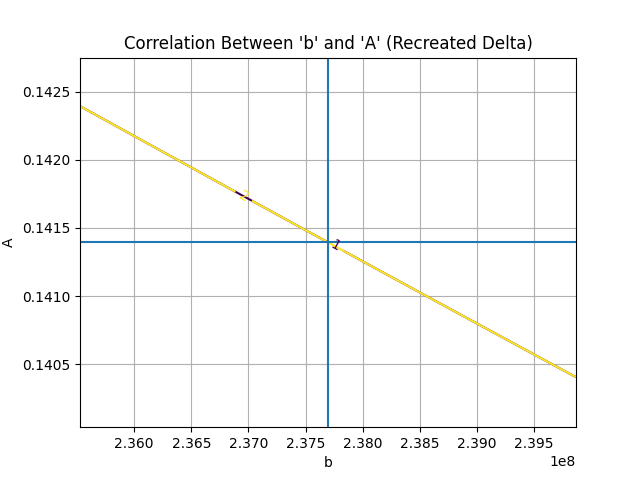 Correlation Between 'b' and 'A' (Recreated Delta)
A
0.1425
0.1420
0.1415
0.1410
0.1405
2.360 2.365 2.370 2.375 2.380 2.385 2.390 2.395
1e8
b
1